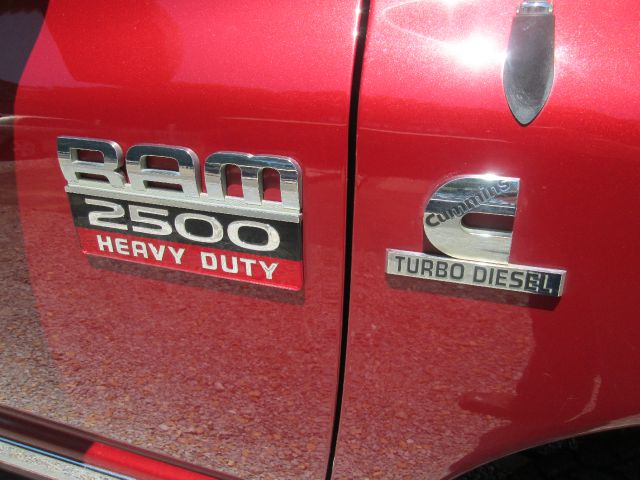 RAM
2500
HEAVY DUTY
Cummins
TURBO DIESEL